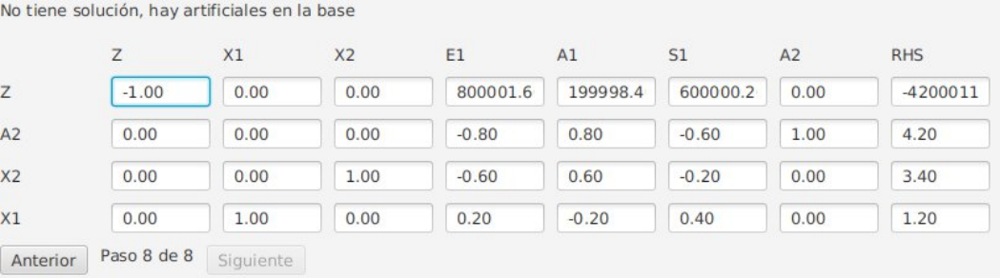 No tiene solución, hay artificiales en la base
Z X1 X2 E1 A1 S1 A2 RHS
Z -1.00 0.00 0.00 800001.6 199998.4 600000.2 0.00 -4200011
A2 0.00 0.00 0.00 -0.80 0.80 -0.60 1.00 4.20
X2 0.00 0.00 1.00 -0.60 0.60 -0.20 0.00 3.40
X1 0.00 1.00 0.00 0.20 -0.20 0.40 0.00 1.20
Anterior Paso 8 de 8 Siguiente